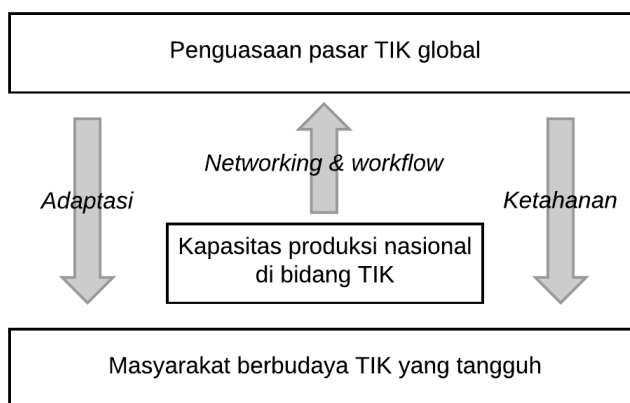 Penguasaan pasar TIK global
Networking & workflow
Adaptasi
Ketahanan
Kapasitas produksi nasional
di bidang TIK
Masyarakat berbudaya TIK yang tangguh